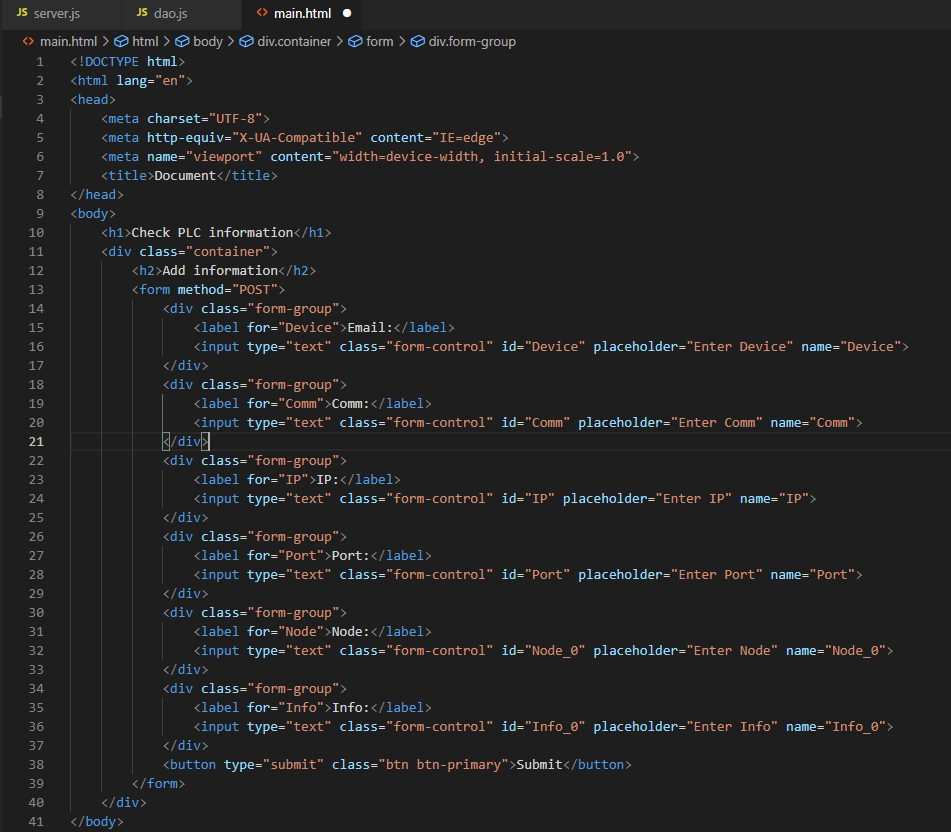 server.js dao.js main.html
main.html > html > body > div.container > form > div.form-group
1 <!DOCTYPE html>
2 <html lang="en">
3 <head>
4 <meta charset="UTF-8">
5 <meta http-equiv="X-UA-Compatible" content="IE=edge">
6 <meta name="viewport" content="width=device-width, initial-scale=1.0">
7 <title>Document</title>
8 </head>
9 <body>
10 <h1>Check PLC information</h1>
11 <div class="container">
12 <h2>Add information</h2>
13 <form method="POST">
14 <div class="form-group">
15 <label for="Device">Email:</label>
16 <input type="text" class="form-control" id="Device" placeholder="Enter Device" name="Device">
17 </div>
18 <div class="form-group">
19 <label for="Comm">Comm:</label>
20 <input type="text" class="form-control" id="Comm" placeholder="Enter Comm" name="Comm">
21 </div>
22 <div class="form-group">
23 <label for="IP">IP:</label>
24 <input type="text" class="form-control" id="IP" placeholder="Enter IP" name="IP">
25 </div>
26 <div class="form-group">
27 <label for="Port">Port:</label>
28 <input type="text" class="form-control" id="Port" placeholder="Enter Port" name="Port">
29 </div>
30 <div class="form-group">
31 <label for="Node">Node:</label>
32 <input type="text" class="form-control" id="Node_0" placeholder="Enter Node" name="Node_0">
33 </div>
34 <div class="form-group">
35 <label for="Info">Info:</label>
36 <input type="text" class="form-control" id="Info_0" placeholder="Enter Info" name="Info_0">
37 </div>
38 <button type="submit" class="btn btn-primary">Submit</button>
39 </form>
40 </div>
41 </body>